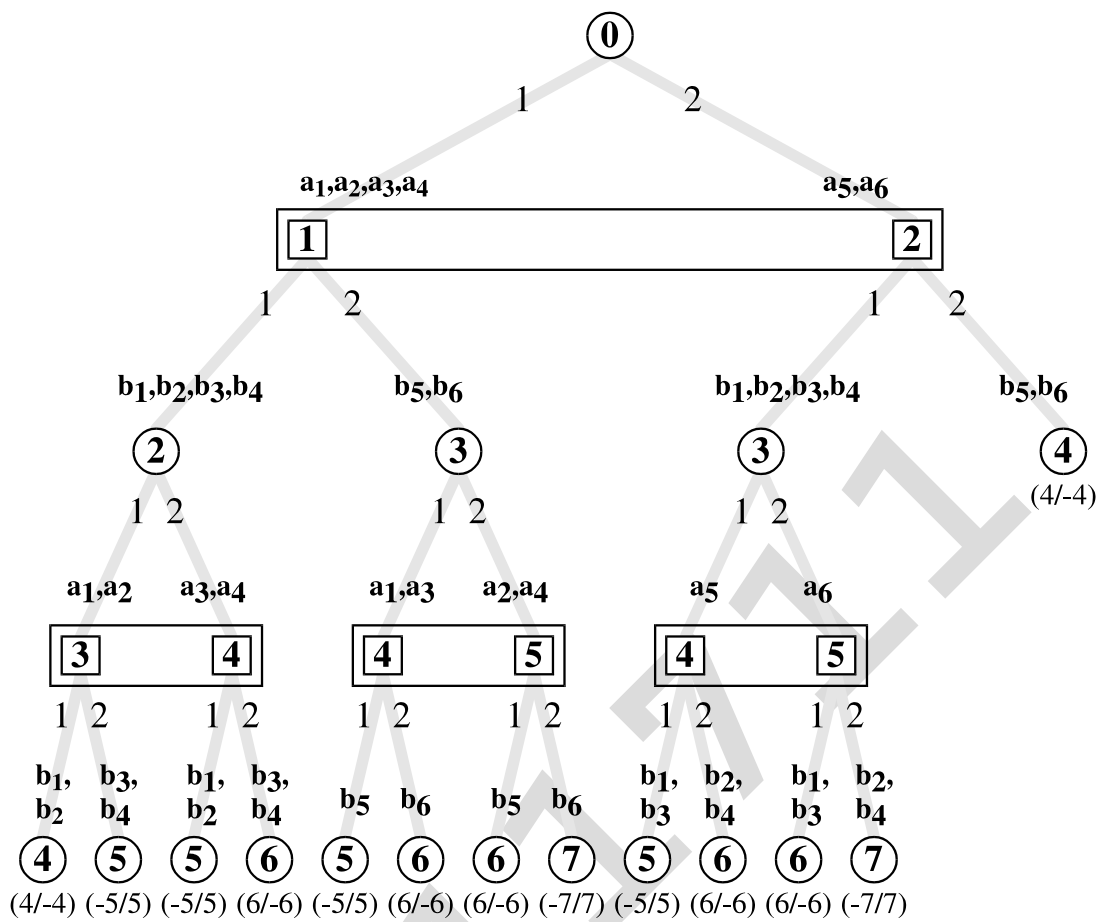 0
1 2
a1,a2,a3,a4 a5,a6
1 2
1 2 1 2
b1,b2,b3,b4 b5,b6 b1,b2,b3,b4 b5,b6
2 3 3 4
(4/-4)
1 2 1 2 1 2
a1,a2 a3,a4 a1,a3 a2,a4 a5 a6
3 4 4 5 4 5
1 2 1 2 1 2 1 2 1 2 1 2
b1, b3, b1, b3, b1, b2, b1, b2,
b2 b4 b2 b4 b5 b6 b5 b6 b3 b4 b3 b4
4 5 5 6 5 6 6 7 5 6 6 7
(4/-4) (-5/5) (-5/5) (6/-6) (-5/5) (6/-6) (6/-6) (-7/7) (-5/5) (6/-6) (6/-6) (-7/7)